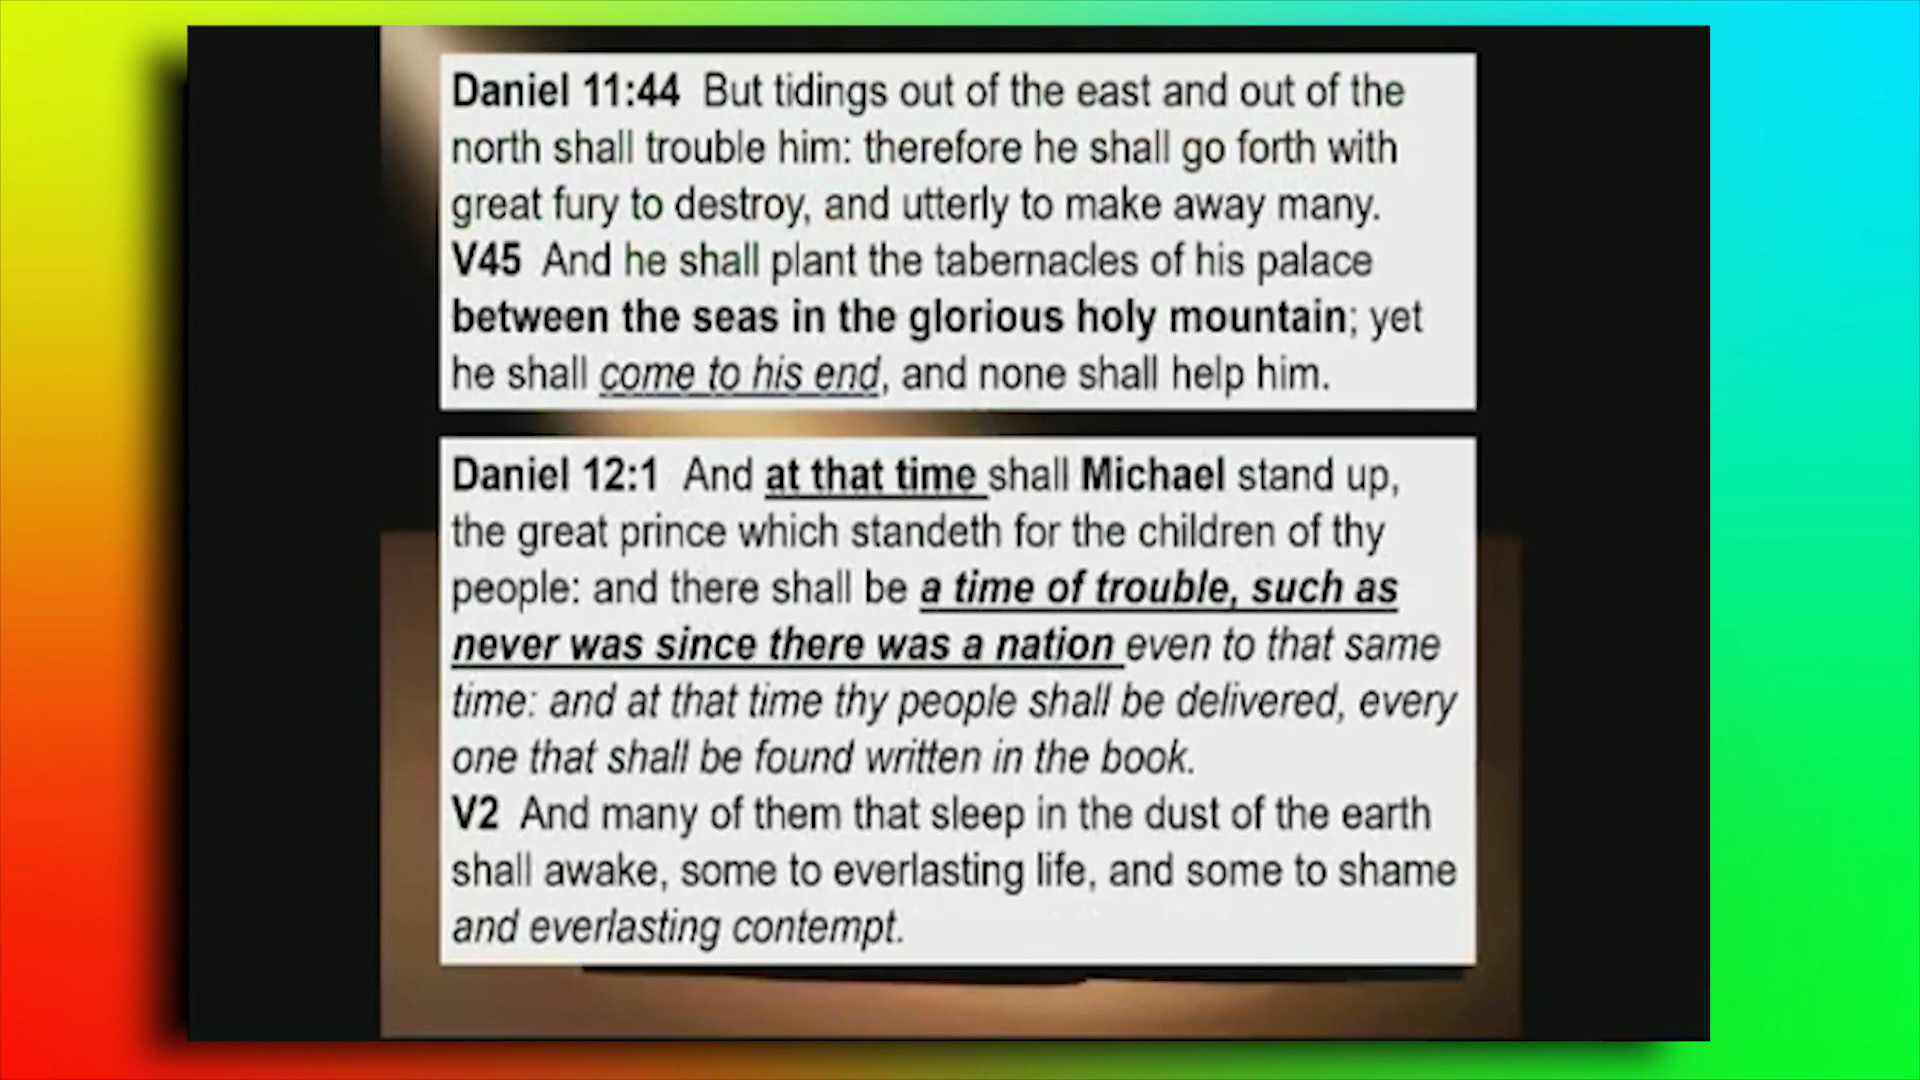 Daniel 11:44 But tidings out of the east and out of the
north shall trouble him: therefore he shall go forth with
great fury to destroy, and utterly to make away many.
V45 And he shall plant the tabernacles of his palace
between the seas in the glorious holy mountain; yet
he shall come to his end, and none shall help him.
Daniel 12:1 And at that time shall Michael stand up,
the great prince which standeth for the children of thy
people: and there shall be a time of trouble, such as
never was since there was a nation even to that same
time: and at that time thy people shall be delivered, every
one that shall be found written in the book.
V2 And many of them that sleep in the dust of the earth
shall awake, some to everlasting life, and some to shame
and everlasting contempt.